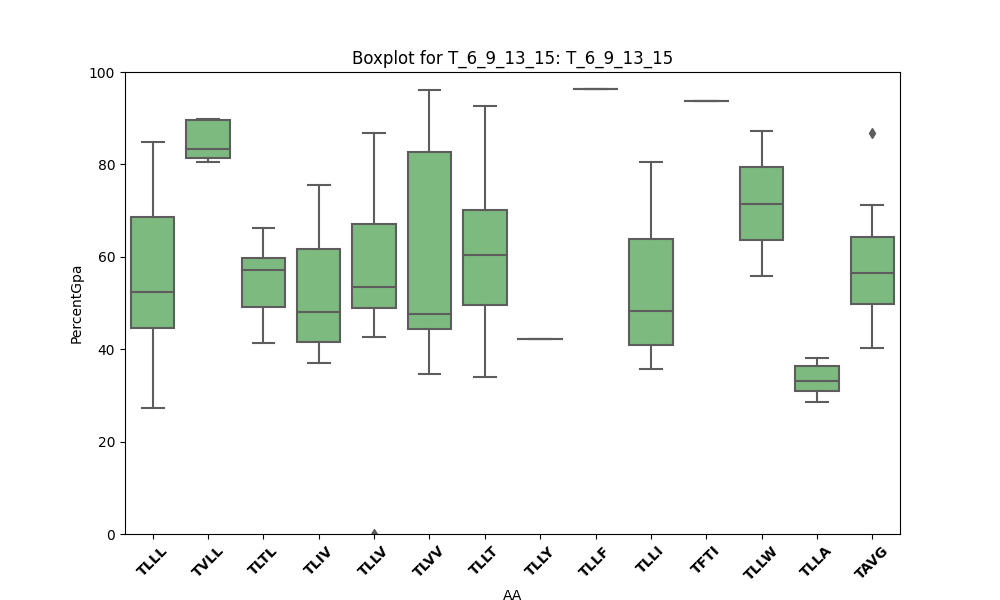 Boxplot for T_6_9_13_15: T_6_9_13_15
100
80
60
40
20
0
PercentGpa
TLLL TVLL TLTL TLIV TLLV TLVV TLLT TLLY TLLF TLLI TFTI TLLW TLLA TAVG
AA